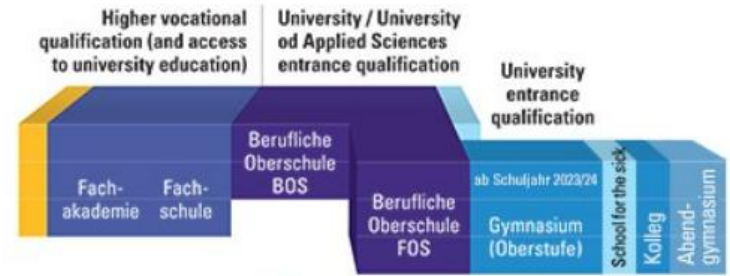 Higher vocational
qualification (and access
to university education)
University / University
od Applied Sciences
entrance qualification
University
entrance
qualification
Fach-
akademie
Fach-
schule
Berufliche
Oberschule
BOS
Berufliche
Oberschule
FOS
ab Schuljahr 2023/24
Gymnasium
(Oberstufe)
School for the sick
Kolleg
Abend-
gymnasium